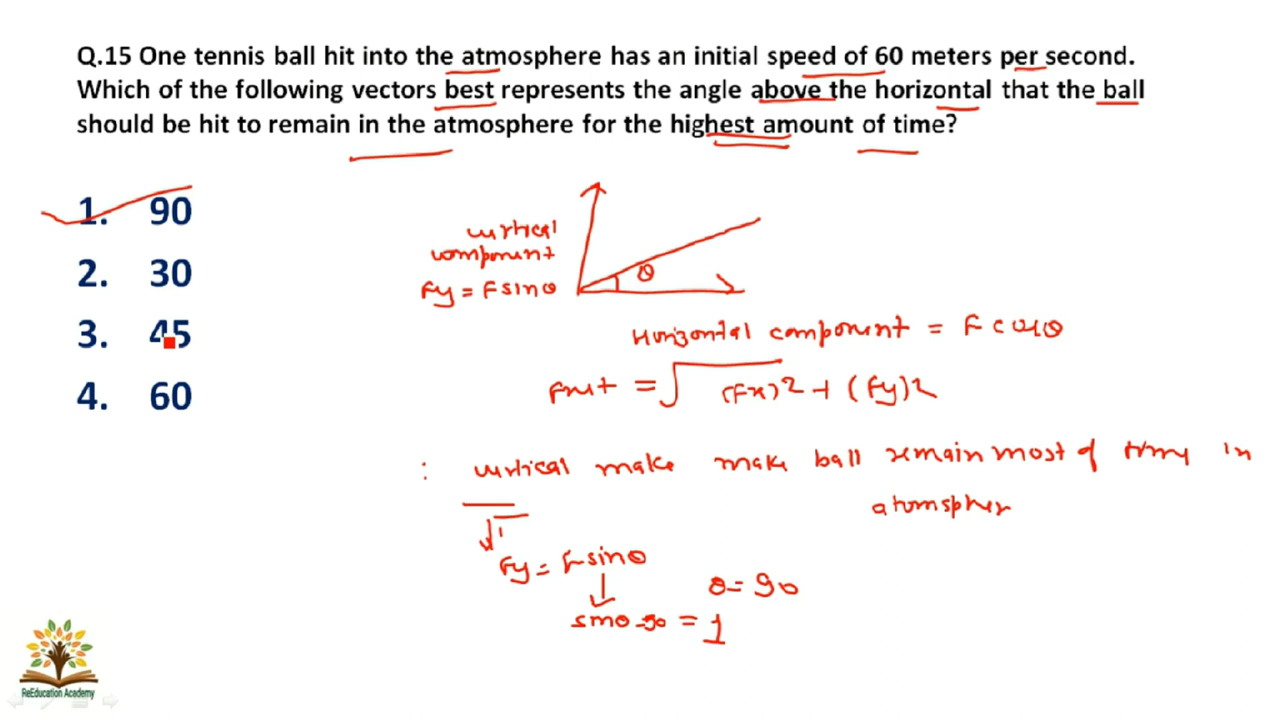 Q.15 One tennis ball hit into the atmosphere has an initial speed of 60 meters per second.
Which of the following vectors best represents the angle above the horizontal that the ball
should be hit to remain in the atmosphere for the highest amount of time?
1. 90
2. 30
3. 45
4. 60
vertical
component
Fy = F sinθ
θ
Horizontal component = F cosθ
Fnet = √(Fx)2 + (Fy)2
: vertical make make ball remain most of time in
atomspher
Fy = F sinθ
θ = 90
= 1
ReEducation Academy